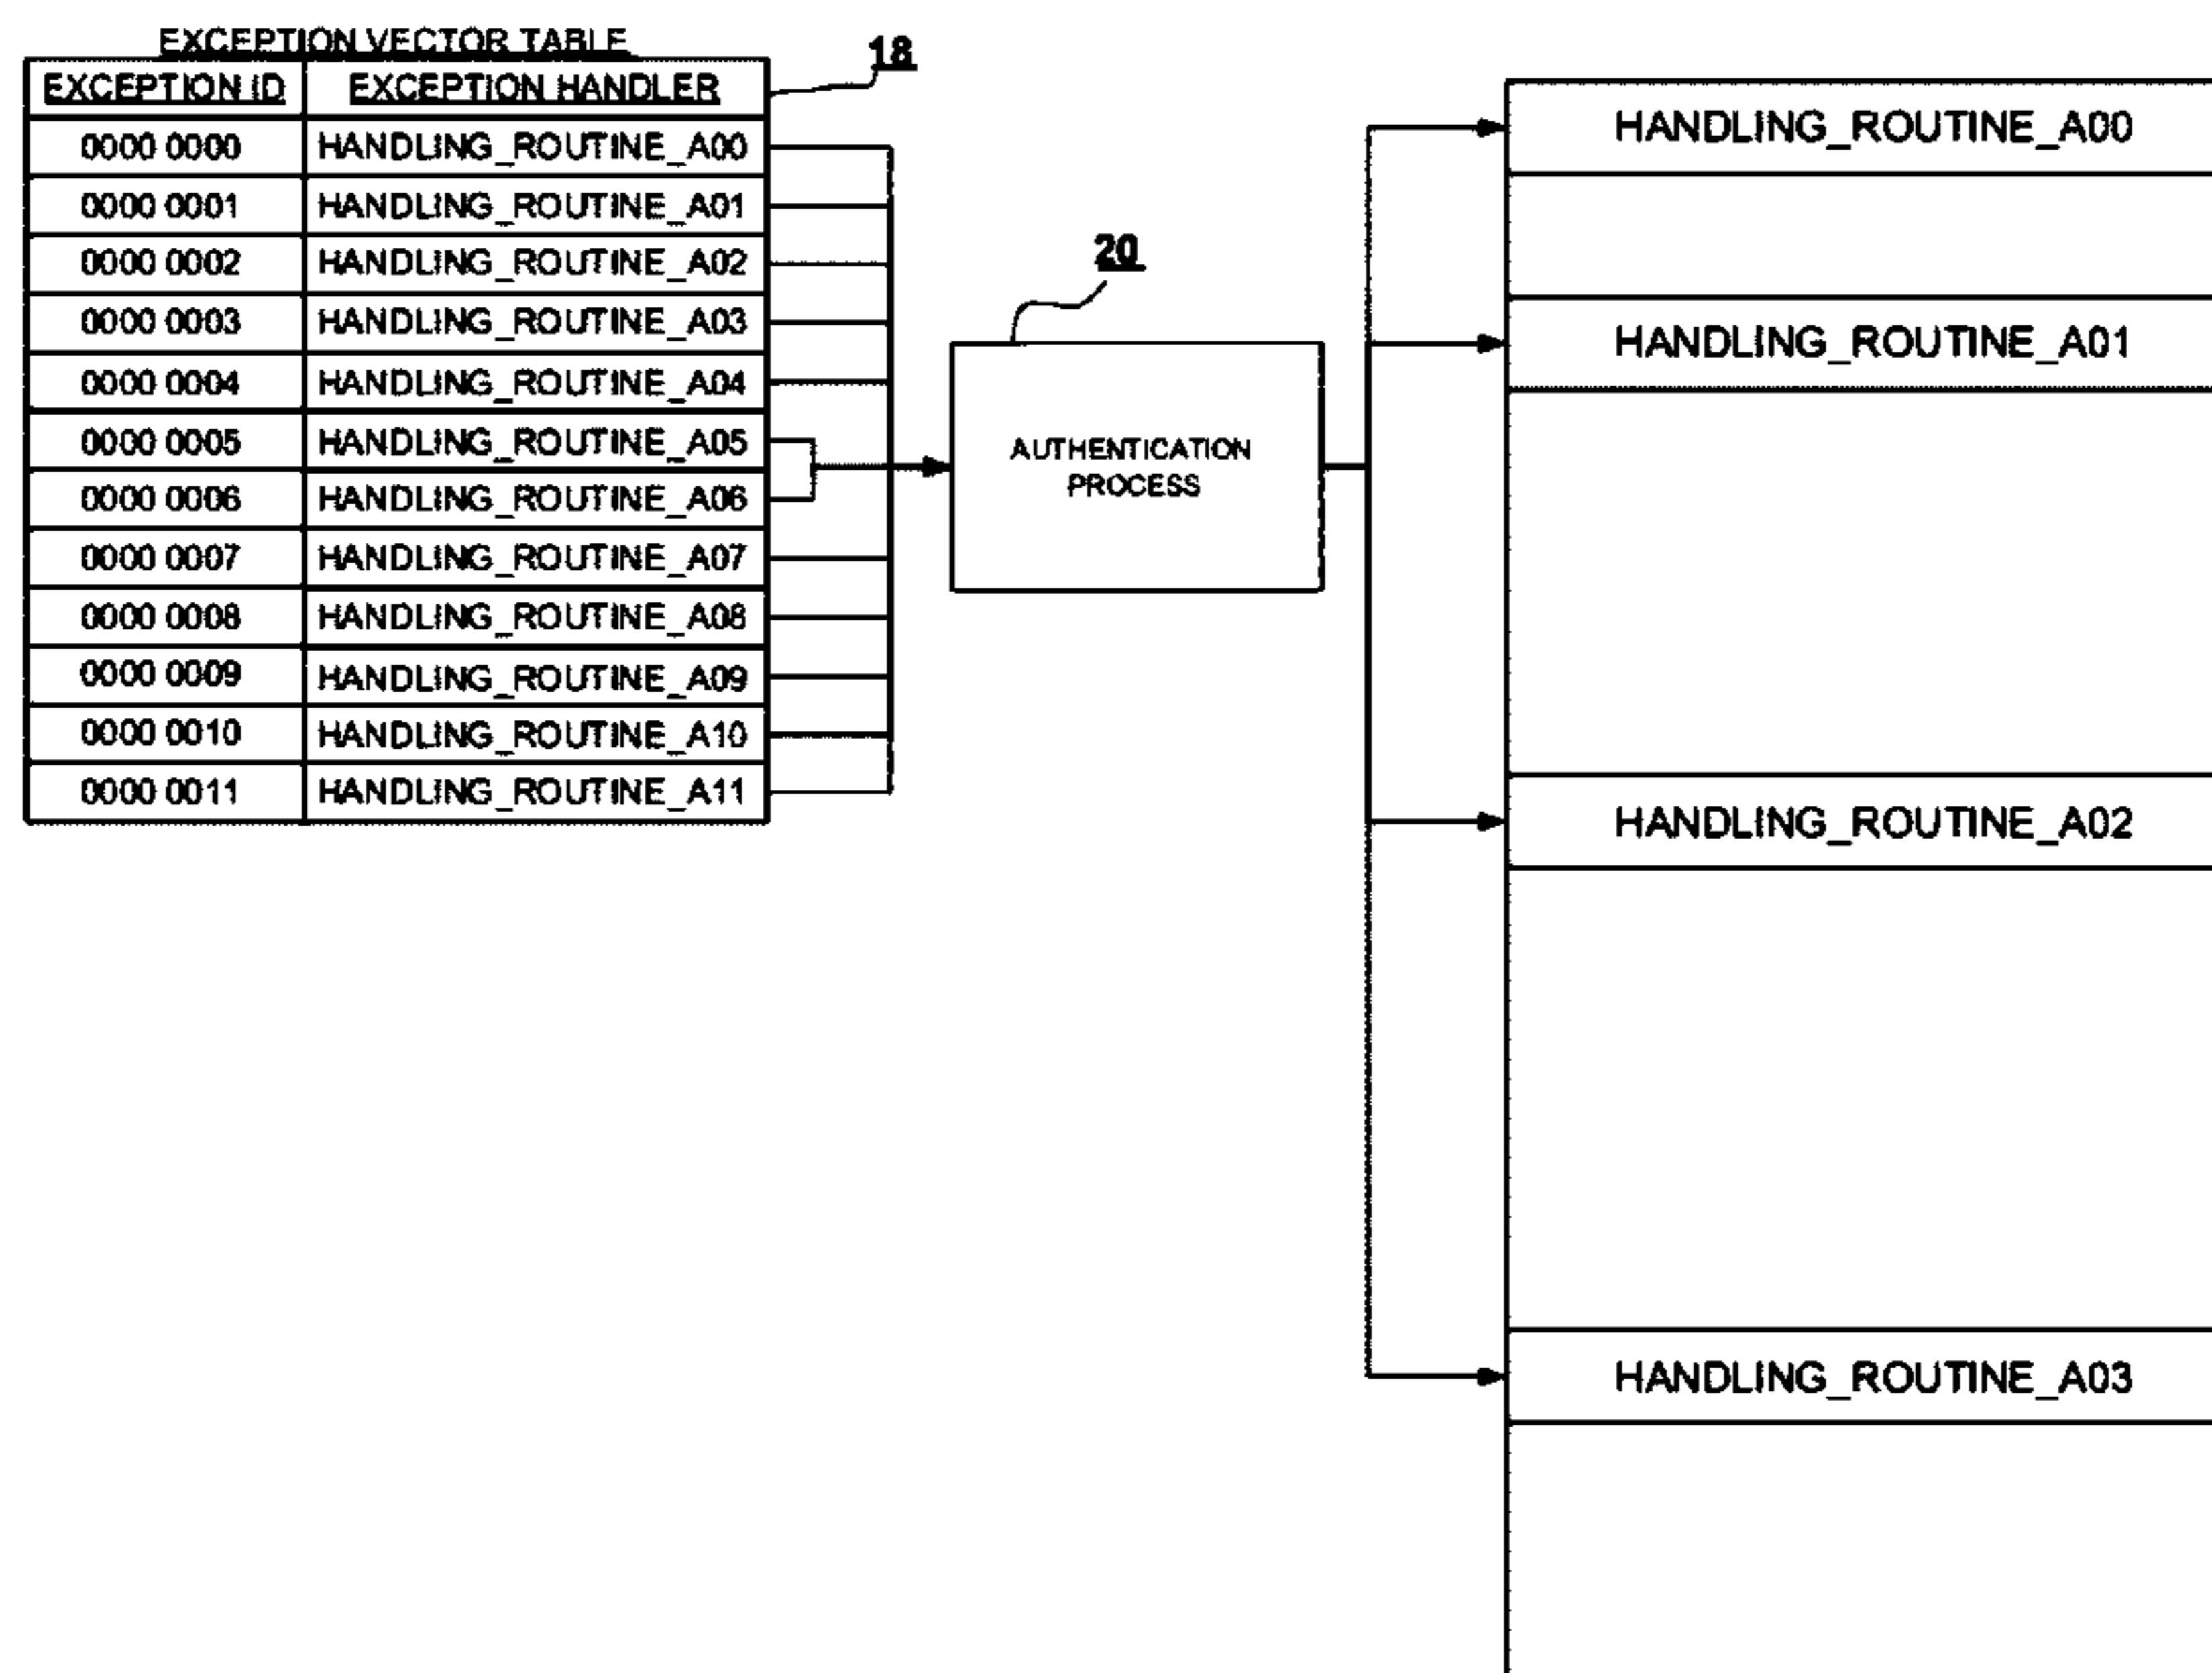 EXCEPTION VECTOR TABLE
18
EXCEPTION ID EXCEPTION HANDLER
0000 0000 HANDLING_ROUTINE_A00
0000 0001 HANDLING_ROUTINE_A01
0000 0002 HANDLING_ROUTINE_A02
0000 0003 HANDLING_ROUTINE_A03
0000 0004 HANDLING_ROUTINE_A04
0000 0005 HANDLING_ROUTINE_A05
0000 0006 HANDLING_ROUTINE_A06
0000 0007 HANDLING_ROUTINE_A07
0000 0008 HANDLING_ROUTINE_A08
0000 0009 HANDLING_ROUTINE_A09
0000 0010 HANDLING_ROUTINE_A10
0000 0011 HANDLING_ROUTINE_A11
20
AUTHENTICATION
PROCESS
HANDLING_ROUTINE_A00
HANDLING_ROUTINE_A01
HANDLING_ROUTINE_A02
HANDLING_ROUTINE_A03